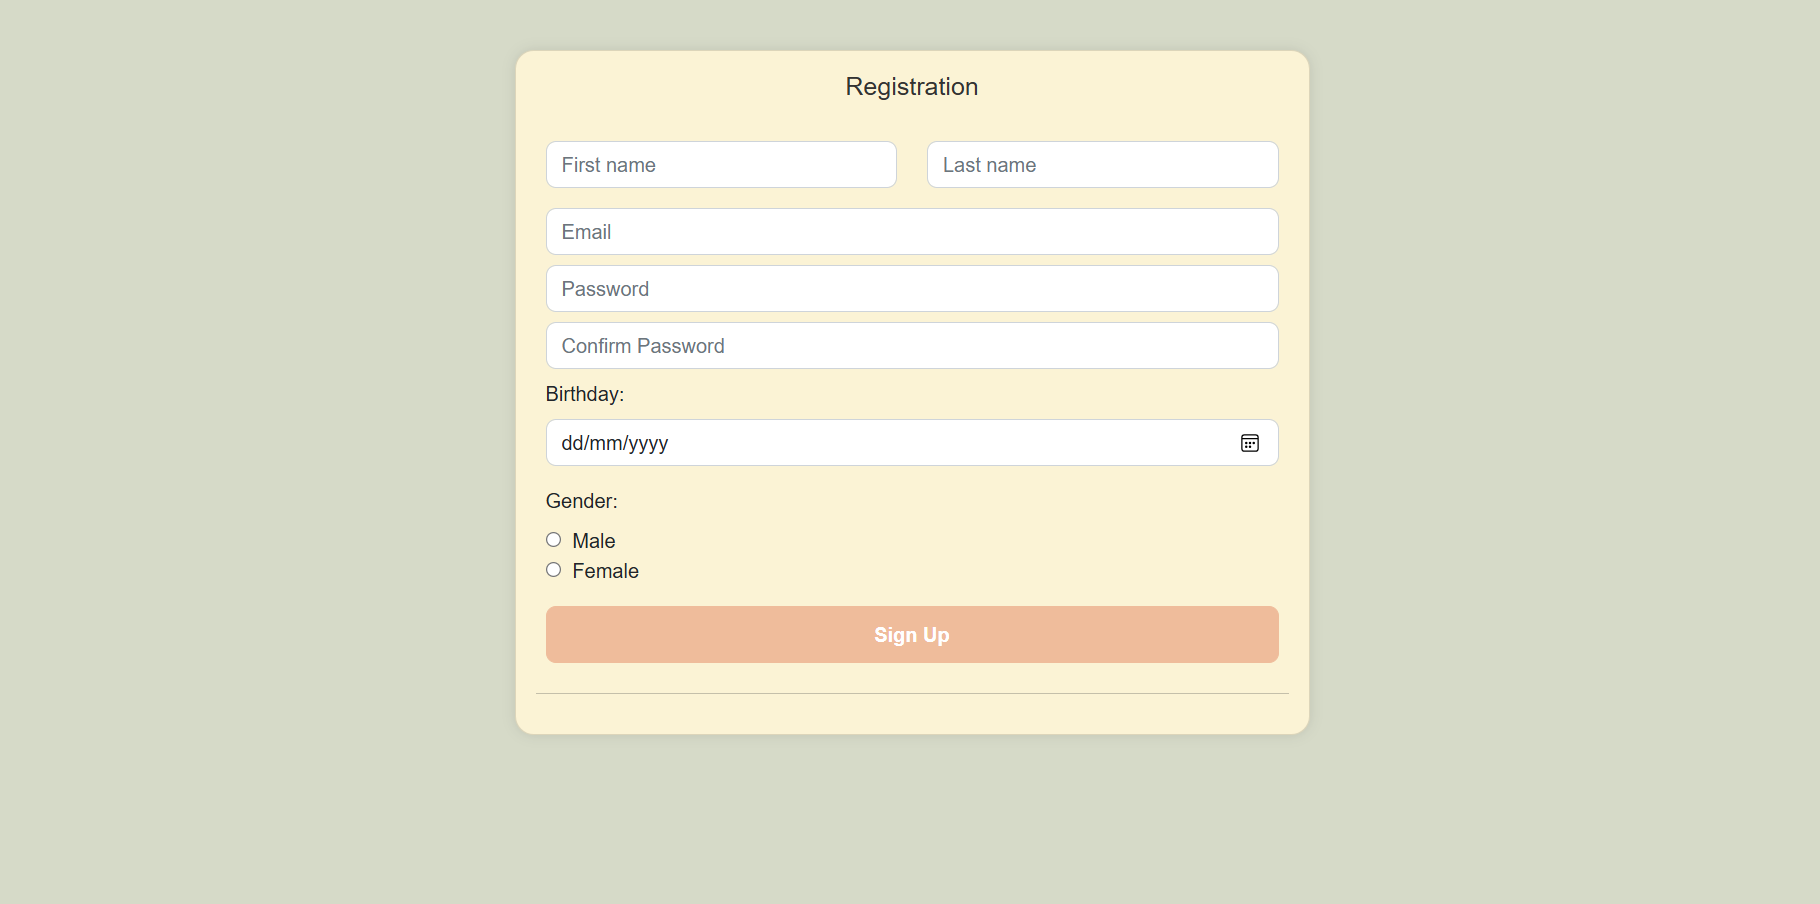 Registration
First name Last name
Email
Password
Confirm Password
Birthday:
dd/mm/yyyy
Gender:
Male
Female
Sign Up